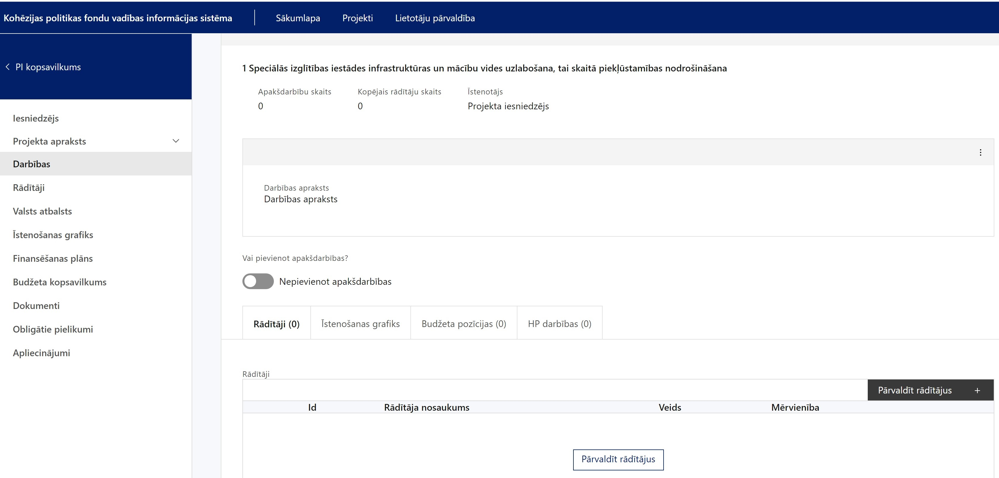 Kohēzijas politikas fondu vadības informācijas sistēma
Sākumlapa
Projekti
Lietotāju pārvaldība
PI kopsavilkums
Iesniedzējs
Projekta apraksts
Darbības
Rādītāji
Valsts atbalsts
Īstenošanas grafiks
Finansēšanas plāns
Budžeta kopsavilkums
Dokumenti
Obligātie pielikumi
Apliecinājumi
1 Speciālās izglītības iestādes infrastruktūras un mācību vides uzlabošana, tai skaitā piekļūstamības nodrošināšana
Apakšdarbību skaits
0
Kopējais rādītāju skaits
0
Īstenotājs
Projekta iesniedzējs
Darbības apraksts
Darbības apraksts
Vai pievienot apakšdarbības?
Nepievienot apakšdarbības
Rādītāji (0)
Īstenošanas grafiks
Budžeta pozīcijas (0)
HP darbības (0)
Rādītāji
Pārvaldīt rādītājus +
Id
Rādītāja nosaukums
Veids
Mērvienība
Pārvaldīt rādītājus